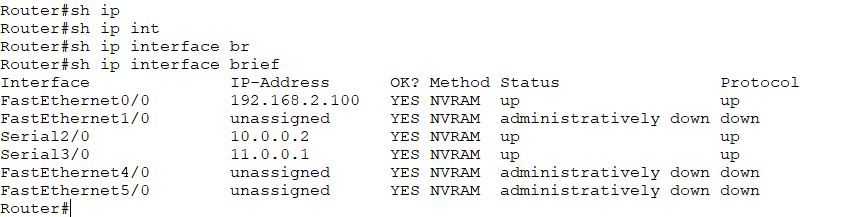 Router#sh ip
Router#sh ip int
Router#sh ip interface br
Router#sh ip interface brief
Interface              IP-Address      OK? Method Status                Protocol
FastEthernet0/0        192.168.2.100   YES NVRAM  up                    up
FastEthernet1/0        unassigned      YES NVRAM  administratively down down
Serial2/0              10.0.0.2        YES NVRAM  up                    up
Serial3/0              11.0.0.1        YES NVRAM  up                    up
FastEthernet4/0        unassigned      YES NVRAM  administratively down down
FastEthernet5/0        unassigned      YES NVRAM  administratively down down
Router#